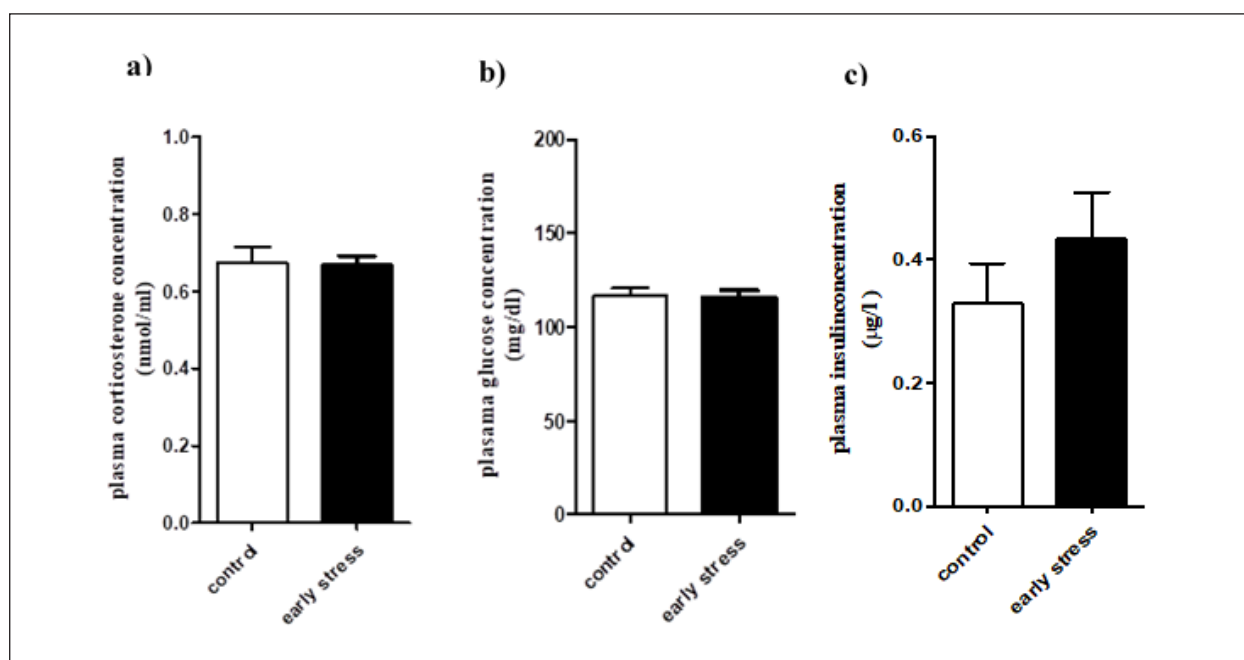 a)
plasma corticosterone concentration
(nmol/ml)
1.0
0.8
0.6
0.4
0.2
0.0
control
early stress
b)
plasama glucose concentration
(mg/dl)
200
150
100
50
0
control
early stress
c)
plasma insulinconcentration
(µg/l )
0.6
0.4
0.2
0.0
control
early stress